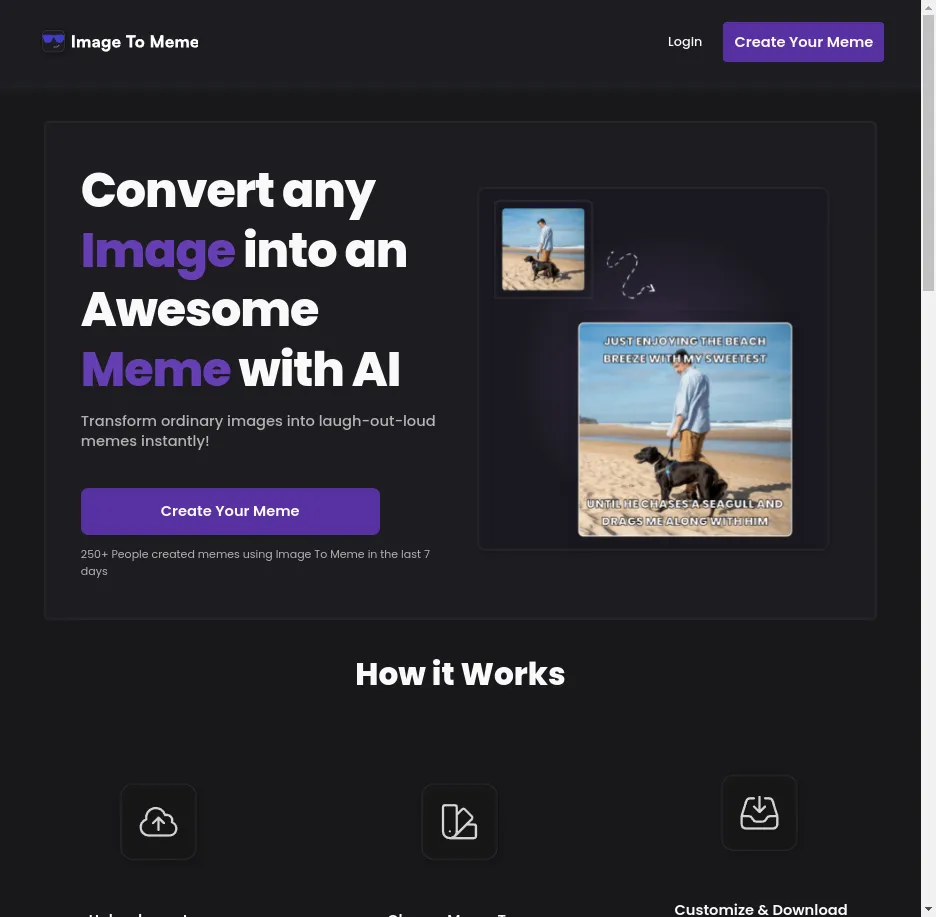 Image To Meme
LogIn
Create Your Meme
Convert any
Image into an
Awesome
Meme with AI
Transform ordinary images into laugh-out-loud
memes instantly!
Create Your Meme
250+ People created memes using Image To Meme in the last 7
days
JUST ENJOYING THE BEACH
BREEZE WITH MY SWEETEST
UNTIL HE CHASES A SEAGULL AND
DRAGS ME ALONG WITH HIM
How it Works
Customize & Download